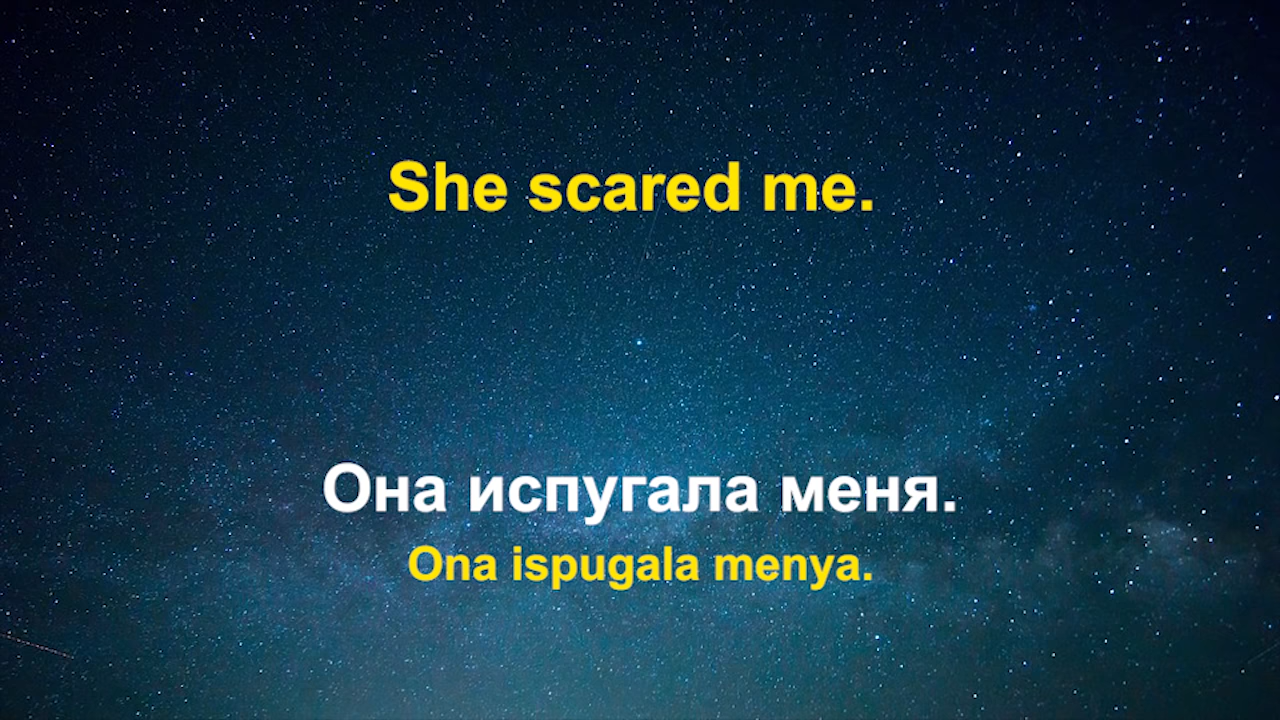 She scared me.
Она испугала меня.
Ona ispugala menya.